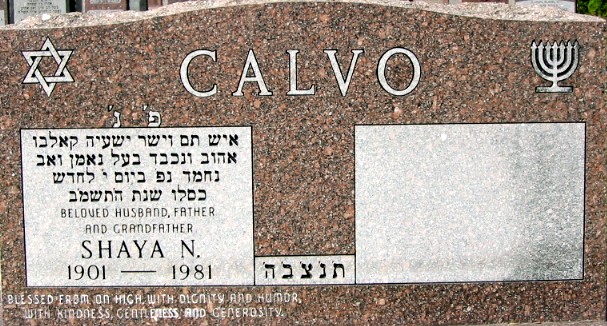 CALVO
פ׳ נ׳
איש תם וישר ישעיה קאלבו
אהוב ונכבד בעל נאמן ואב
נחמד נפ ביום י׳ לחדש
כסלו שנת התשמב
BELOVED HUSBAND, FATHER
AND GRANDFATHER
SHAYA N.
1901 — 1981
תנצבה
BLESSED FROM ON HIGH, WITH DIGNITY AND HUMOR,
WITH KINDNESS, GENTLENESS, AND GENEROSITY.